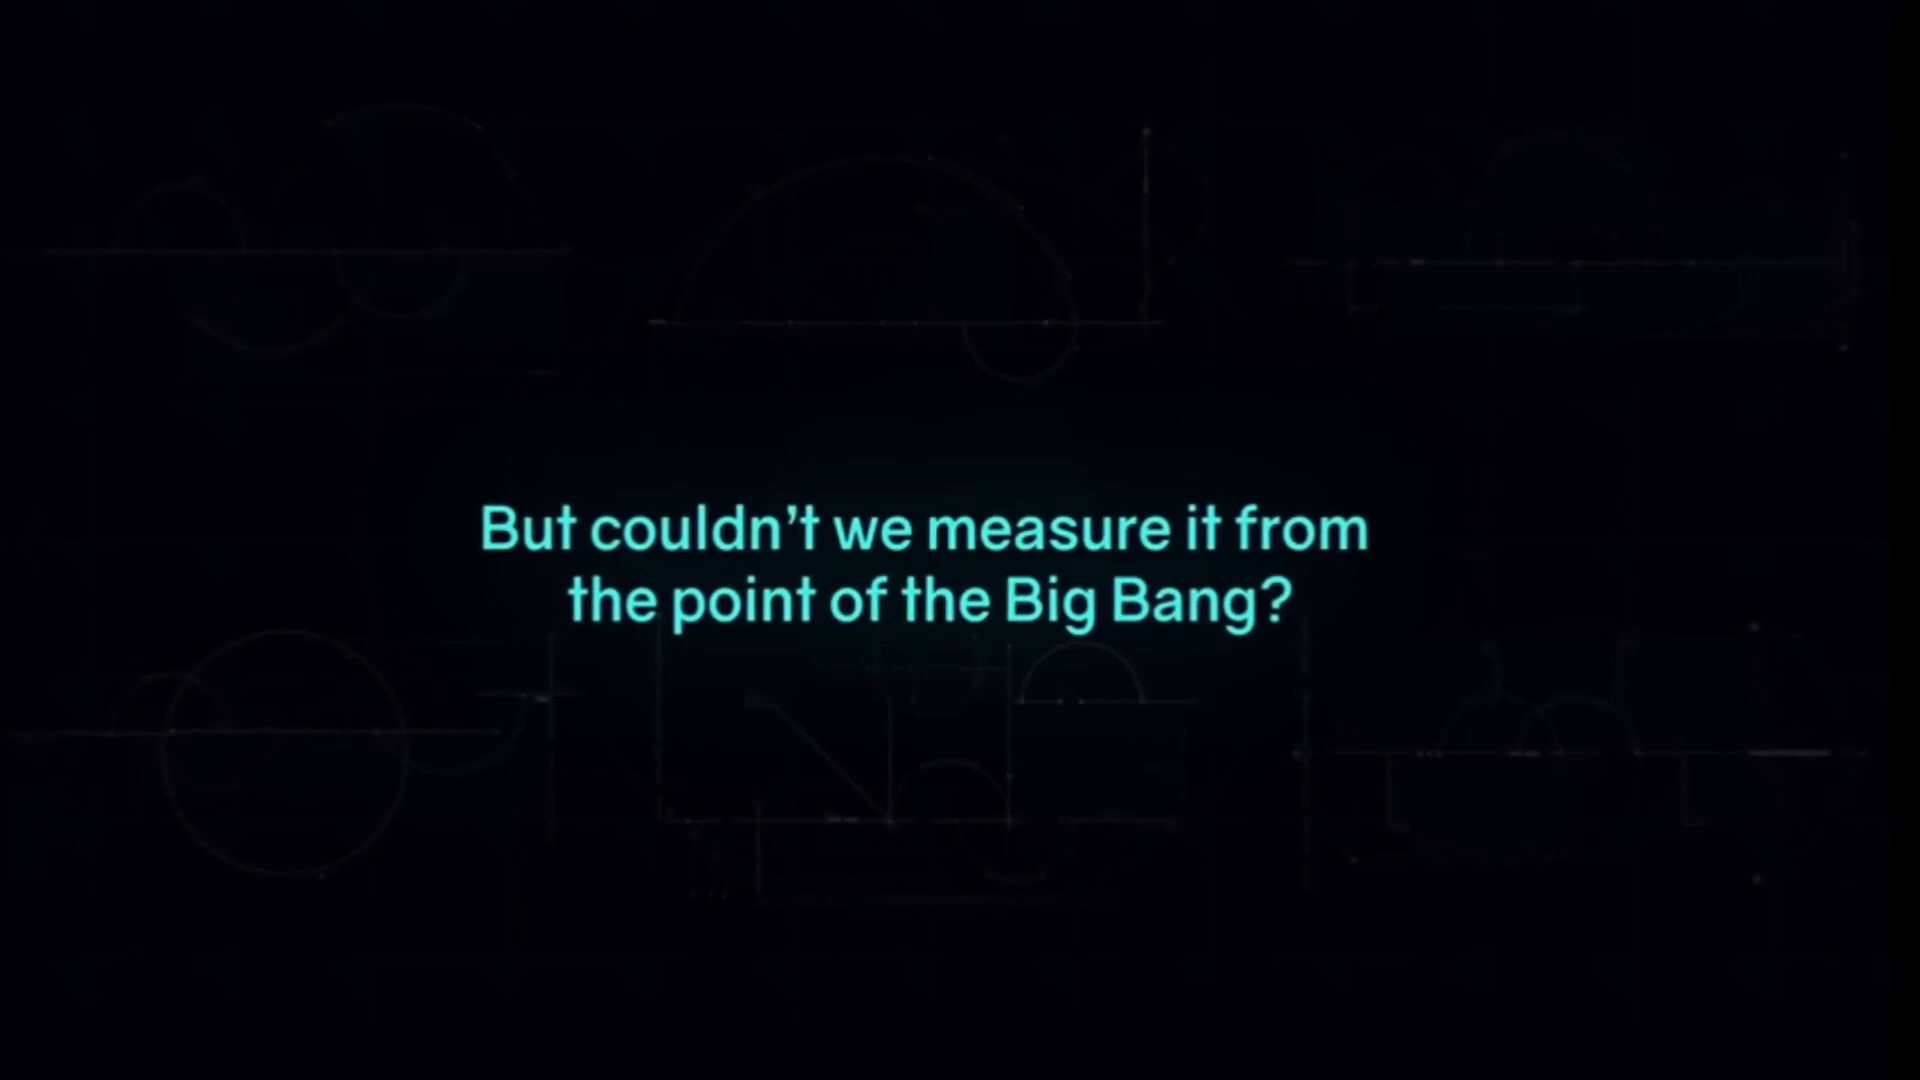 But couldn’t we measure it from
the point of the Big Bang?